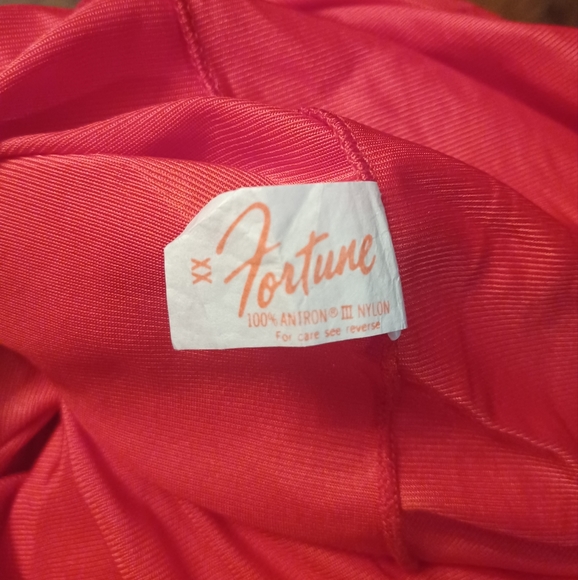 XX
Fortune
100% ANTRON® III NYLON
For care see reverse